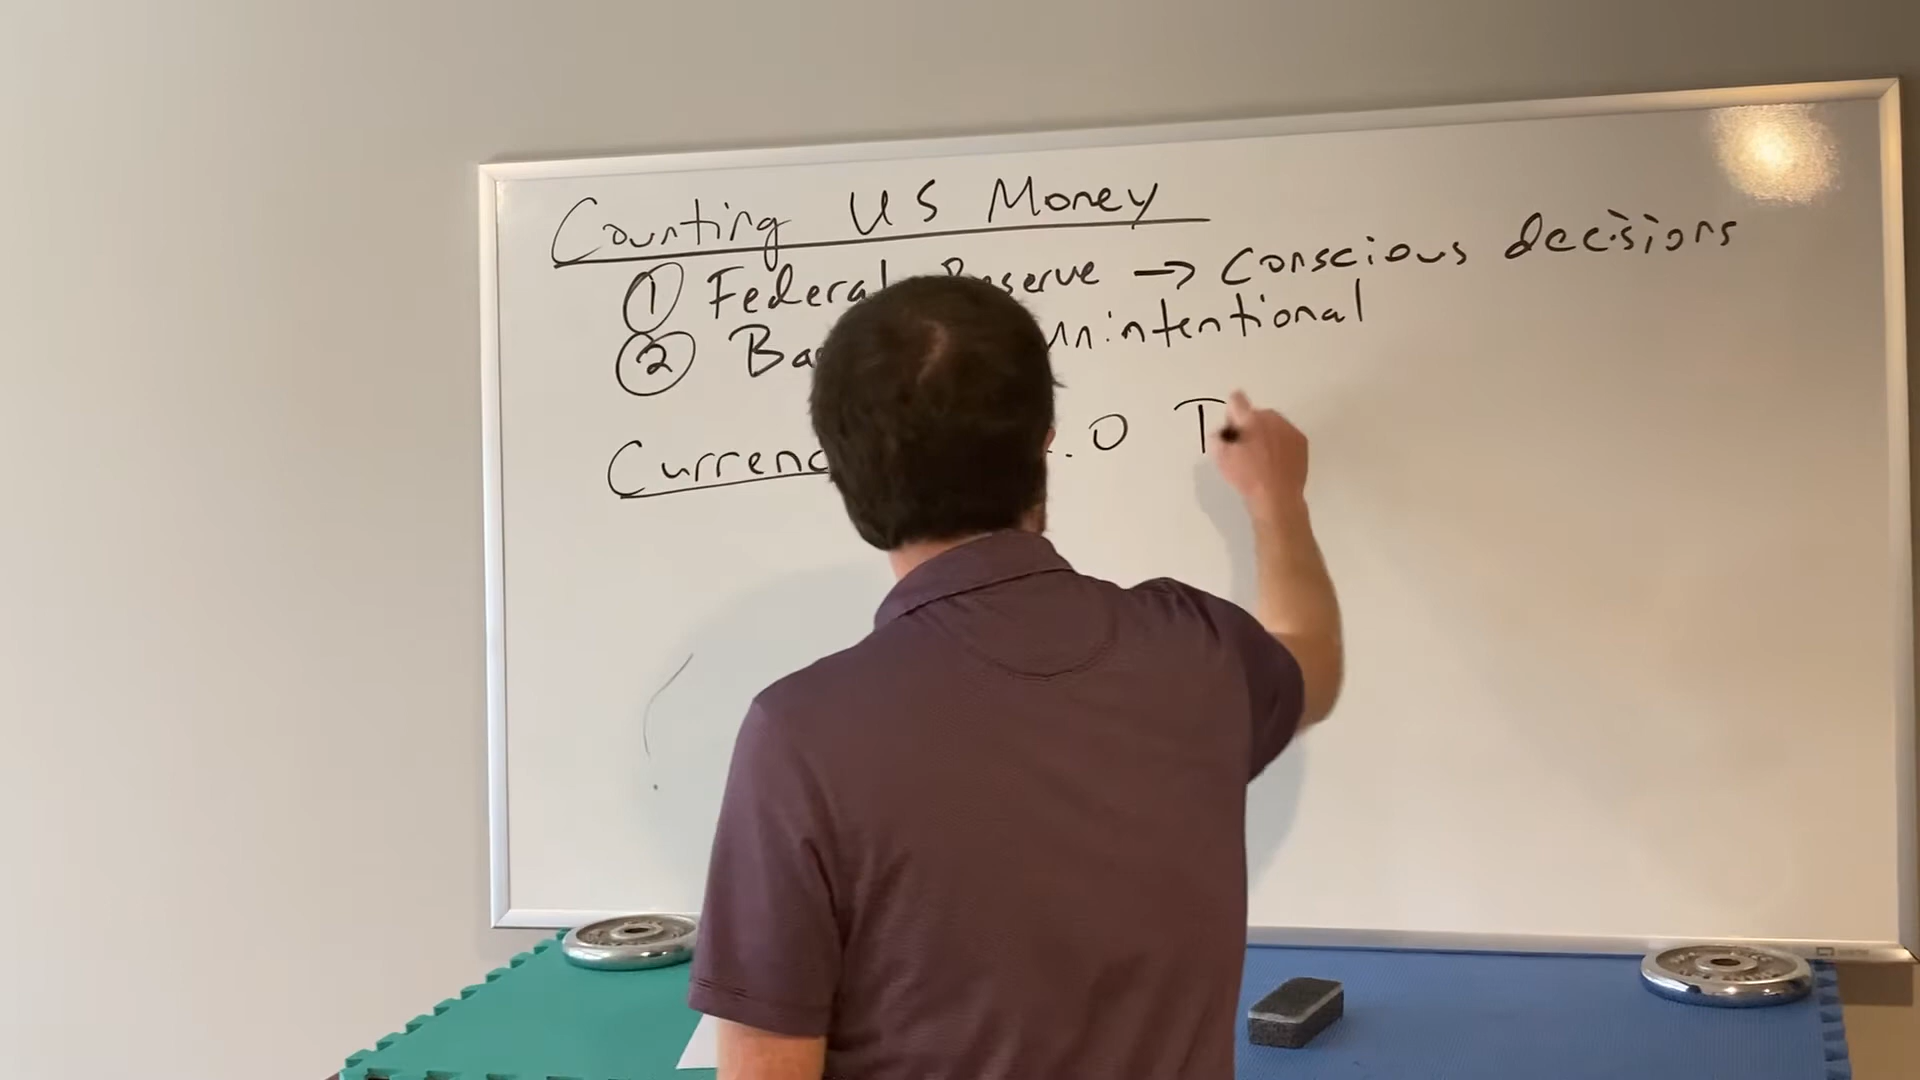 Counting US Money
① Federal Reserve → Conscious decisions
② Ba unintentional
Currenc .0 T